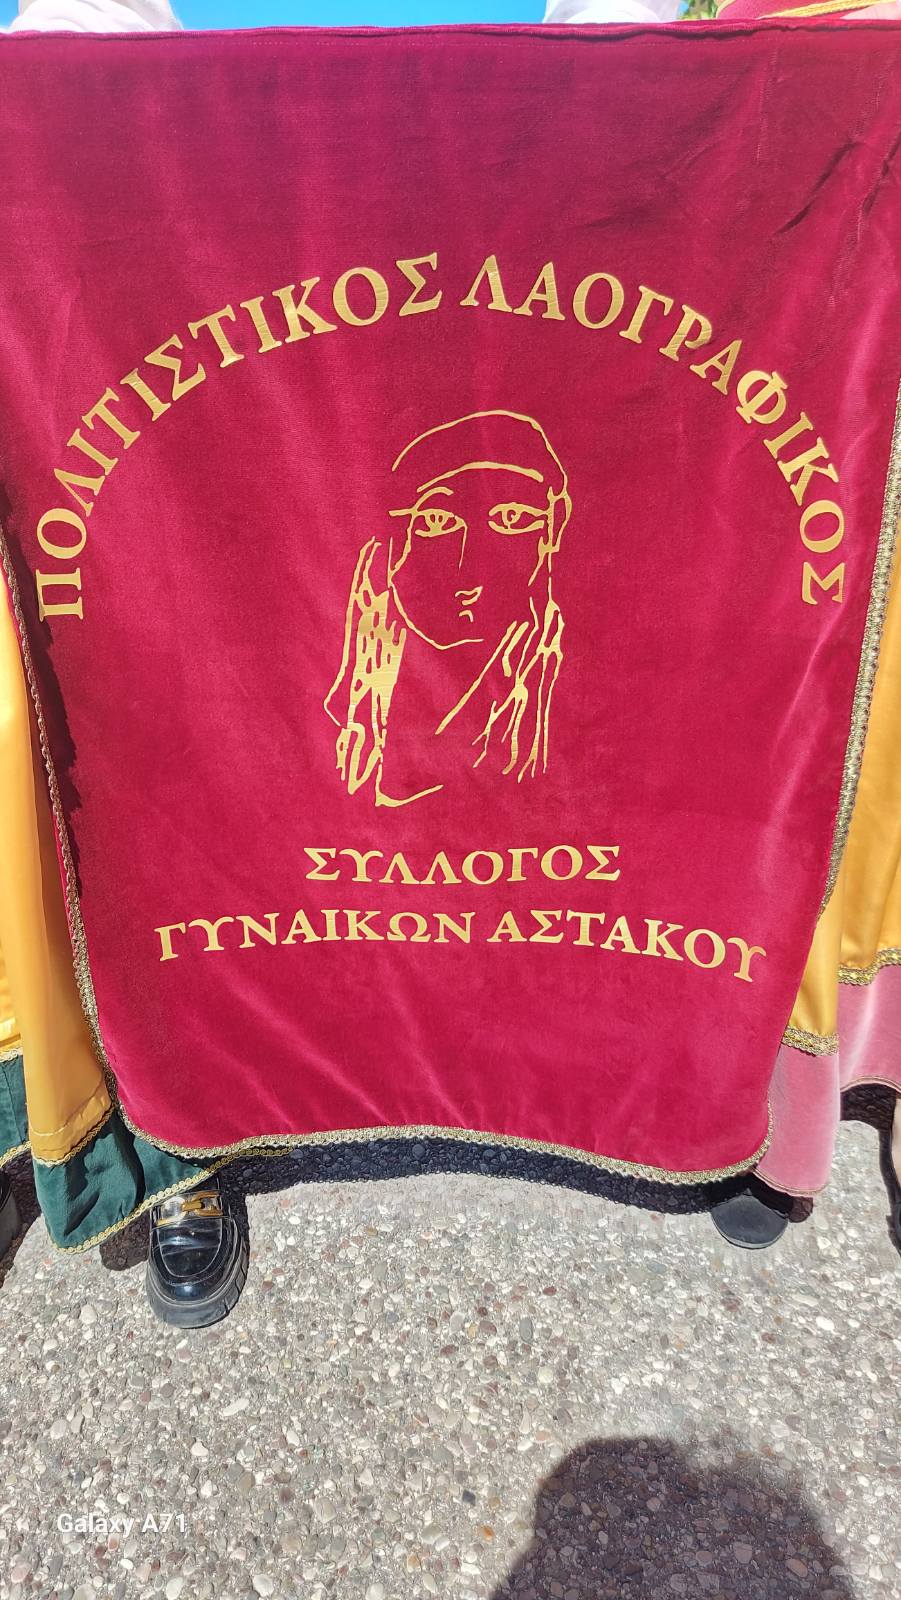 ΠΟΛΙΤΙΣΤΙΚΟΣ ΛΑΟΓΡΑΦΙΚΟΣ
ΣΥΛΛΟΓΟΣ
ΓΥΝΑΙΚΩΝ ΑΣΤΑΚΟΥ
Galaxy A71